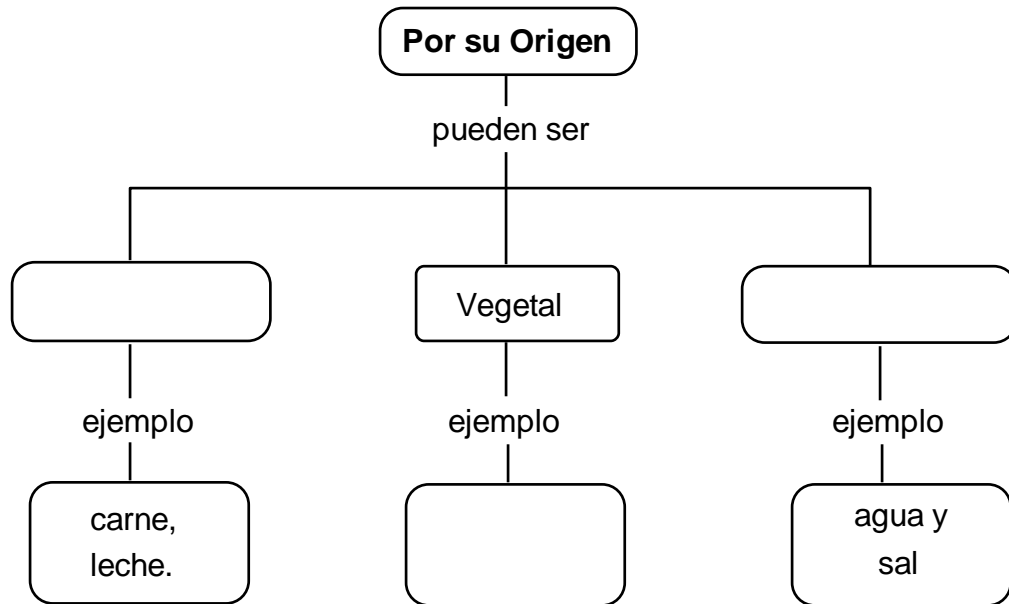 Por su Origen
pueden ser
Vegetal
ejemplo
ejemplo
ejemplo
carne,
leche.
agua y
sal